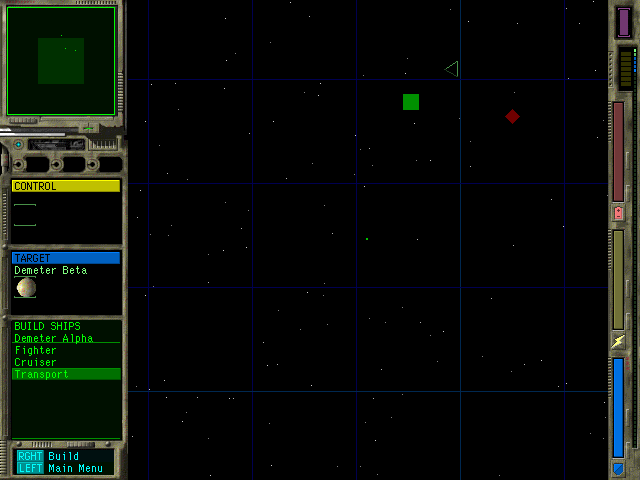 CONTROL
TARGET
Demeter Beta
BUILD SHIPS
Demeter Alpha
Fighter
Cruiser
Transport
RGHT Build
LEFT Main Menu